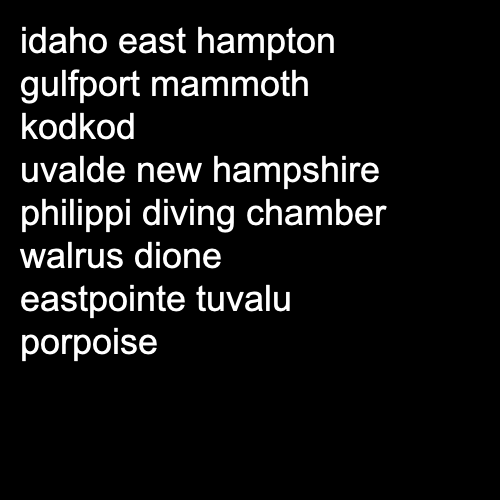 idaho east hampton
gulfport mammoth
kodkod
uvalde new hampshire
philippi diving chamber
walrus dione
eastpointe tuvalu
porpoise